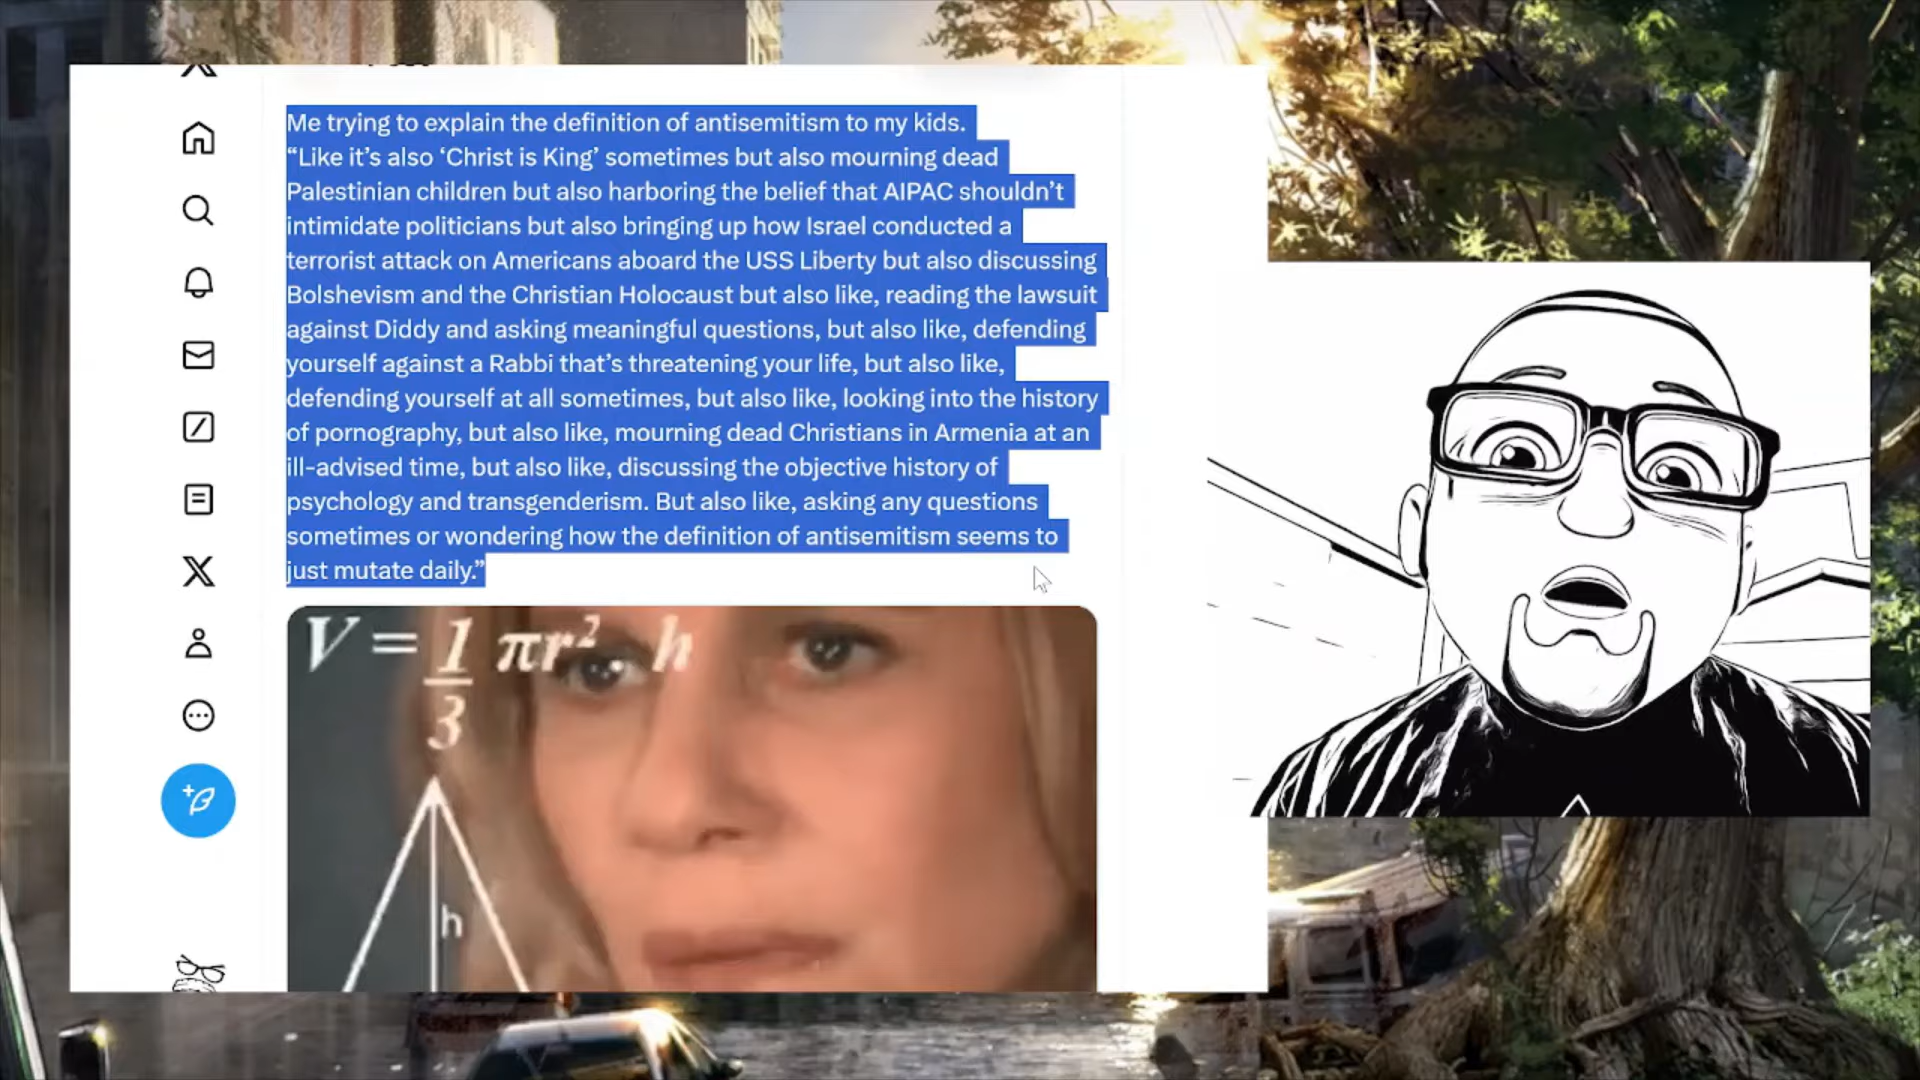 Me trying to explain the definition of antisemitism to my kids.
“Like it’s also ‘Christ is King’ sometimes but also mourning dead
Palestinian children but also harboring the belief that AIPAC shouldn’t
intimidate politicians but also bringing up how Israel conducted a
terrorist attack on Americans aboard the USS Liberty but also discussing
Bolshevism and the Christian Holocaust but also like, reading the lawsuit
against Diddy and asking meaningful questions, but also like, defending
yourself against a Rabbi that’s threatening your life, but also like,
defending yourself at all sometimes, but also like, looking into the history
of pornography, but also like, mourning dead Christians in Armenia at an
ill-advised time, but also like, discussing the objective history of
psychology and transgenderism. But also like, asking any questions
sometimes or wondering how the definition of antisemitism seems to
just mutate daily.”
V = 1/3 πr². h
h